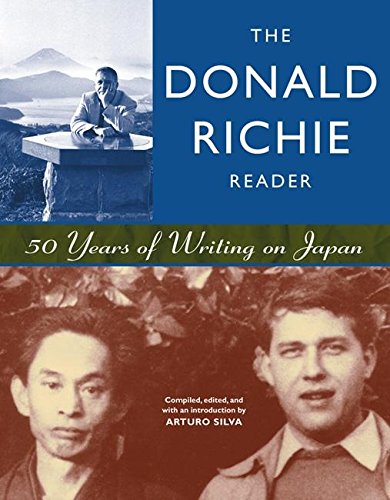 THE
DONALD
RICHIE
READER
50 Years of Writing on Japan
Compiled, edited, and
with an introduction by
ARTURO SILVA